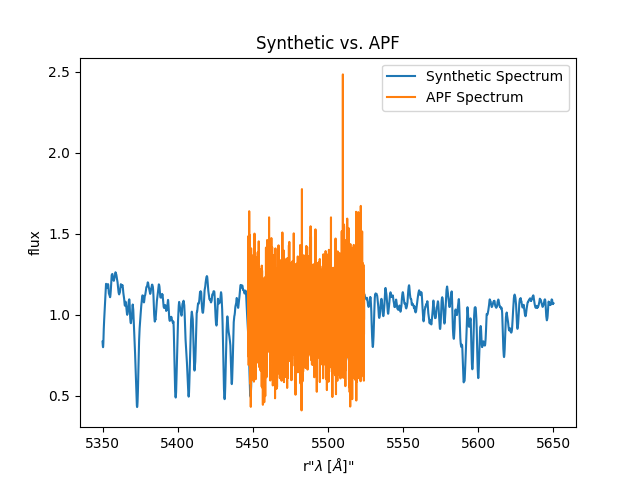 Synthetic vs. APF
Synthetic Spectrum
APF Spectrum
2.5
2.0
1.5
1.0
0.5
flux
5350 5400 5450 5500 5550 5600 5650
r"λ [Å]"